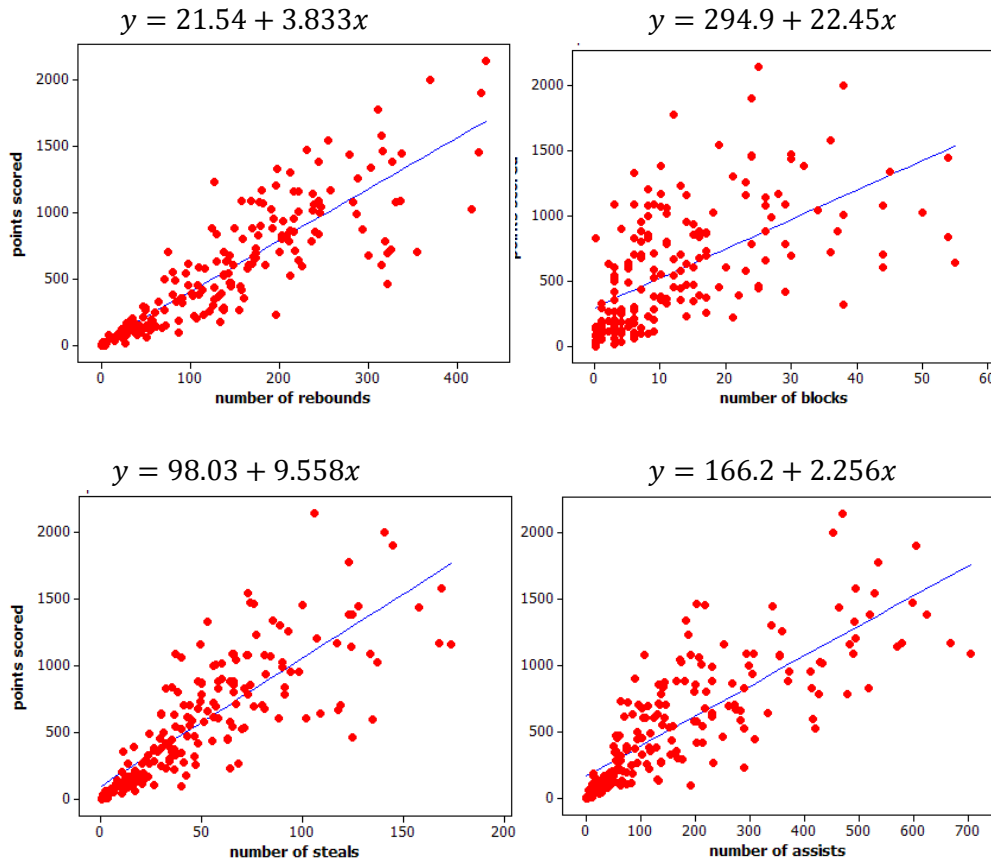 y = 21.54 + 3.833x
y = 294.9 + 22.45x
points scored
2000
1500
1000
500
0
0 100 200 300 400
number of rebounds
points scored
2000
1500
1000
500
0
0 10 20 30 40 50 60
number of blocks
y = 98.03 + 9.558x
y = 166.2 + 2.256x
points scored
2000
1500
1000
500
0
0 50 100 150 200
number of steals
2000
1500
1000
500
0
0 100 200 300 400 500 600 700
number of assists